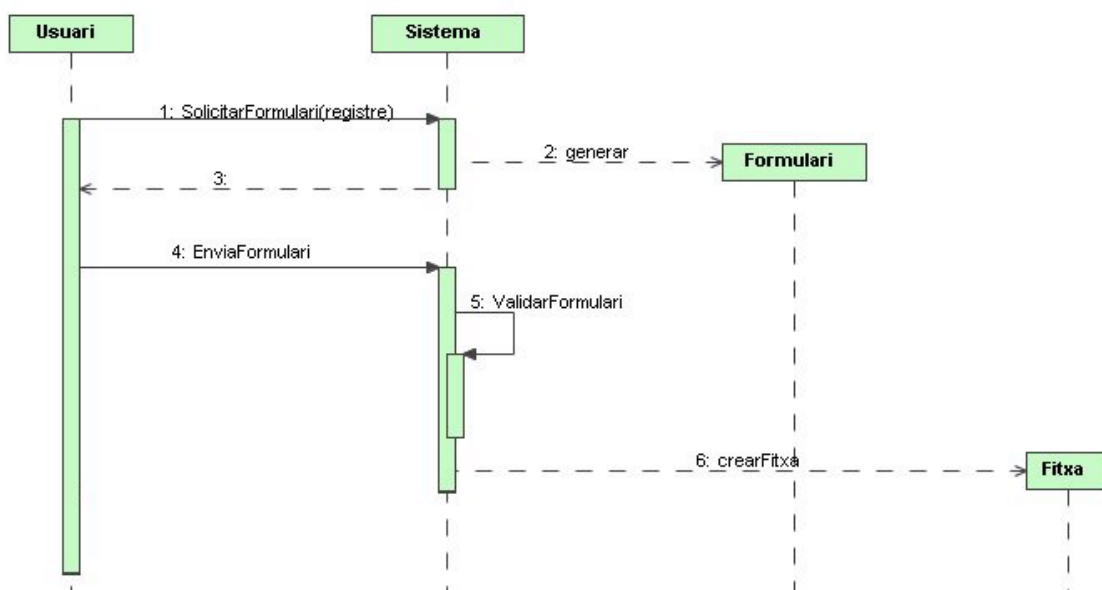 Usuari
Sistema
1: SolicitarFormulari(registre)
2: generar
Formulari
3:
4: EnviaFormulari
5: ValidarFormulari
6: crearFitxa
Fitxa